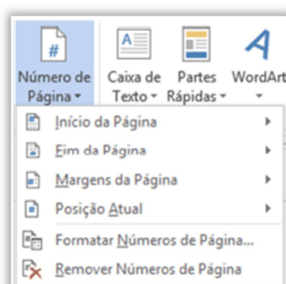 Número de Página
Caixa de Texto
Partes Rápidas
WordArt
Início da Página
Fim da Página
Margens da Página
Posição Atual
Formatar Números de Página...
Remover Números de Página